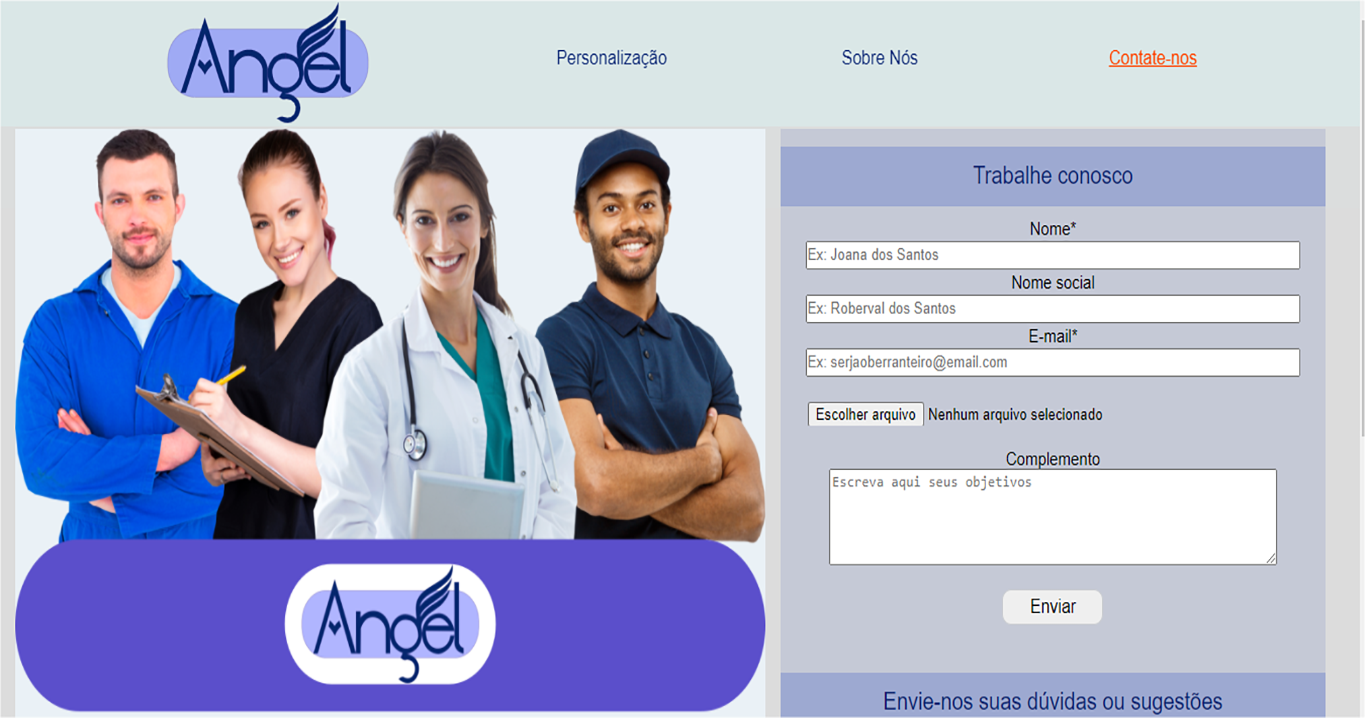 Angel
Personalização
Sobre Nós
Contate-nos
Angel
Trabalhe conosco
Nome*
Ex: Joana dos Santos
Nome social
Ex: Roberval dos Santos
E-mail*
Ex: serjaoberranteiro@email.com
Escolher arquivo Nenhum arquivo selecionado
Complemento
Escreva aqui seus objetivos
Enviar
Envie-nos suas dúvidas ou sugestões